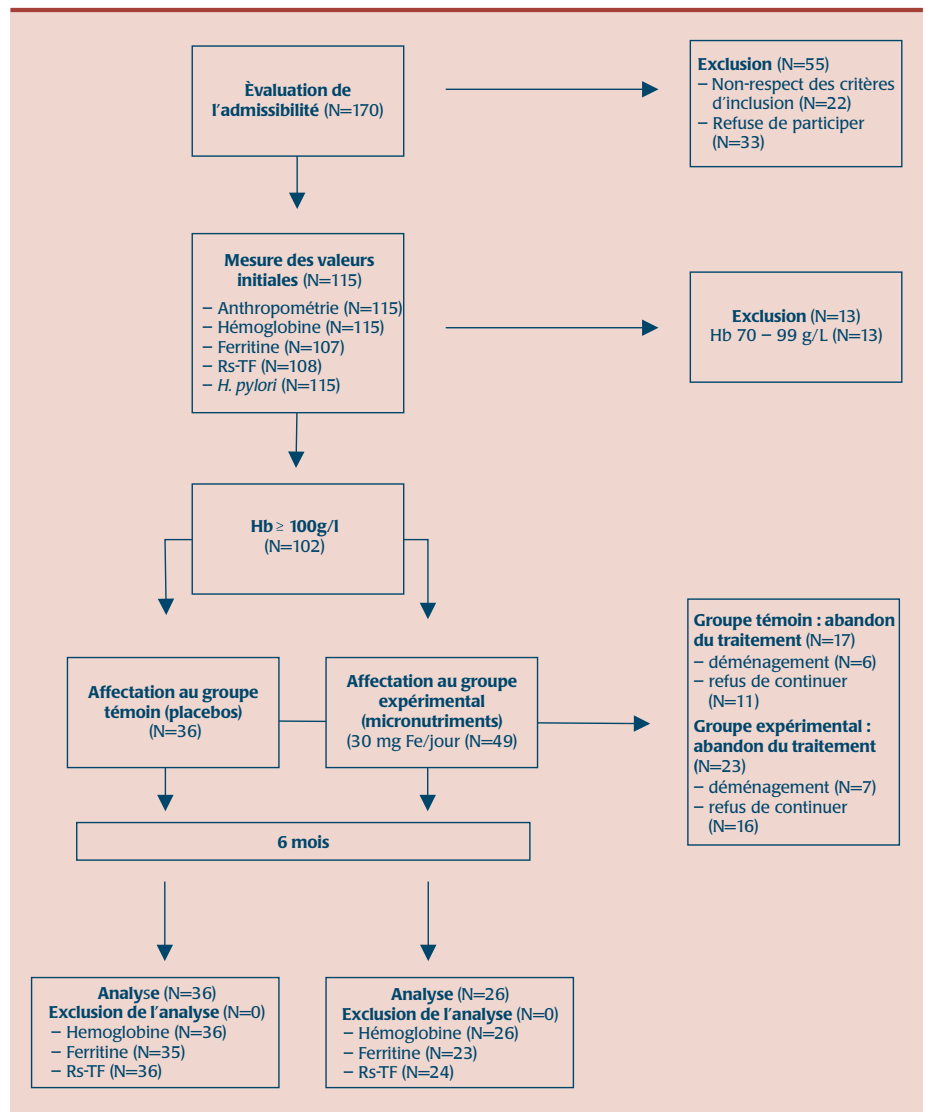 Èvaluation de
l'admissibilité (N=170)
Exclusion (N=55)
– Non-respect des critères
d'inclusion (N=22)
– Refuse de participer
(N=33)
Mesure des valeurs
initiales (N=115)
– Anthropométrie (N=115)
– Hémoglobine (N=115)
– Ferritine (N=107)
– Rs-TF (N=108)
– H. pylori (N=115)
Exclusion (N=13)
Hb 70 – 99 g/L (N=13)
Hb ≥ 100g/l
(N=102)
Affectation au groupe
témoin (placebos)
(N=36)
Affectation au groupe
expérimental
(micronutriments)
(30 mg Fe/jour (N=49)
Groupe témoin : abandon
du traitement (N=17)
– déménagement (N=6)
– refus de continuer
(N=11)
Groupe expérimental :
abandon du traitement
(N=23)
– déménagement (N=7)
– refus de continuer
(N=16)
6 mois
Analyse (N=36)
Exclusion de l'analyse (N=0)
– Hemoglobine (N=36)
– Ferritine (N=35)
– Rs-TF (N=36)
Analyse (N=26)
Exclusion de l'analyse (N=0)
– Hémoglobine (N=26)
– Ferritine (N=23)
– Rs-TF (N=24)